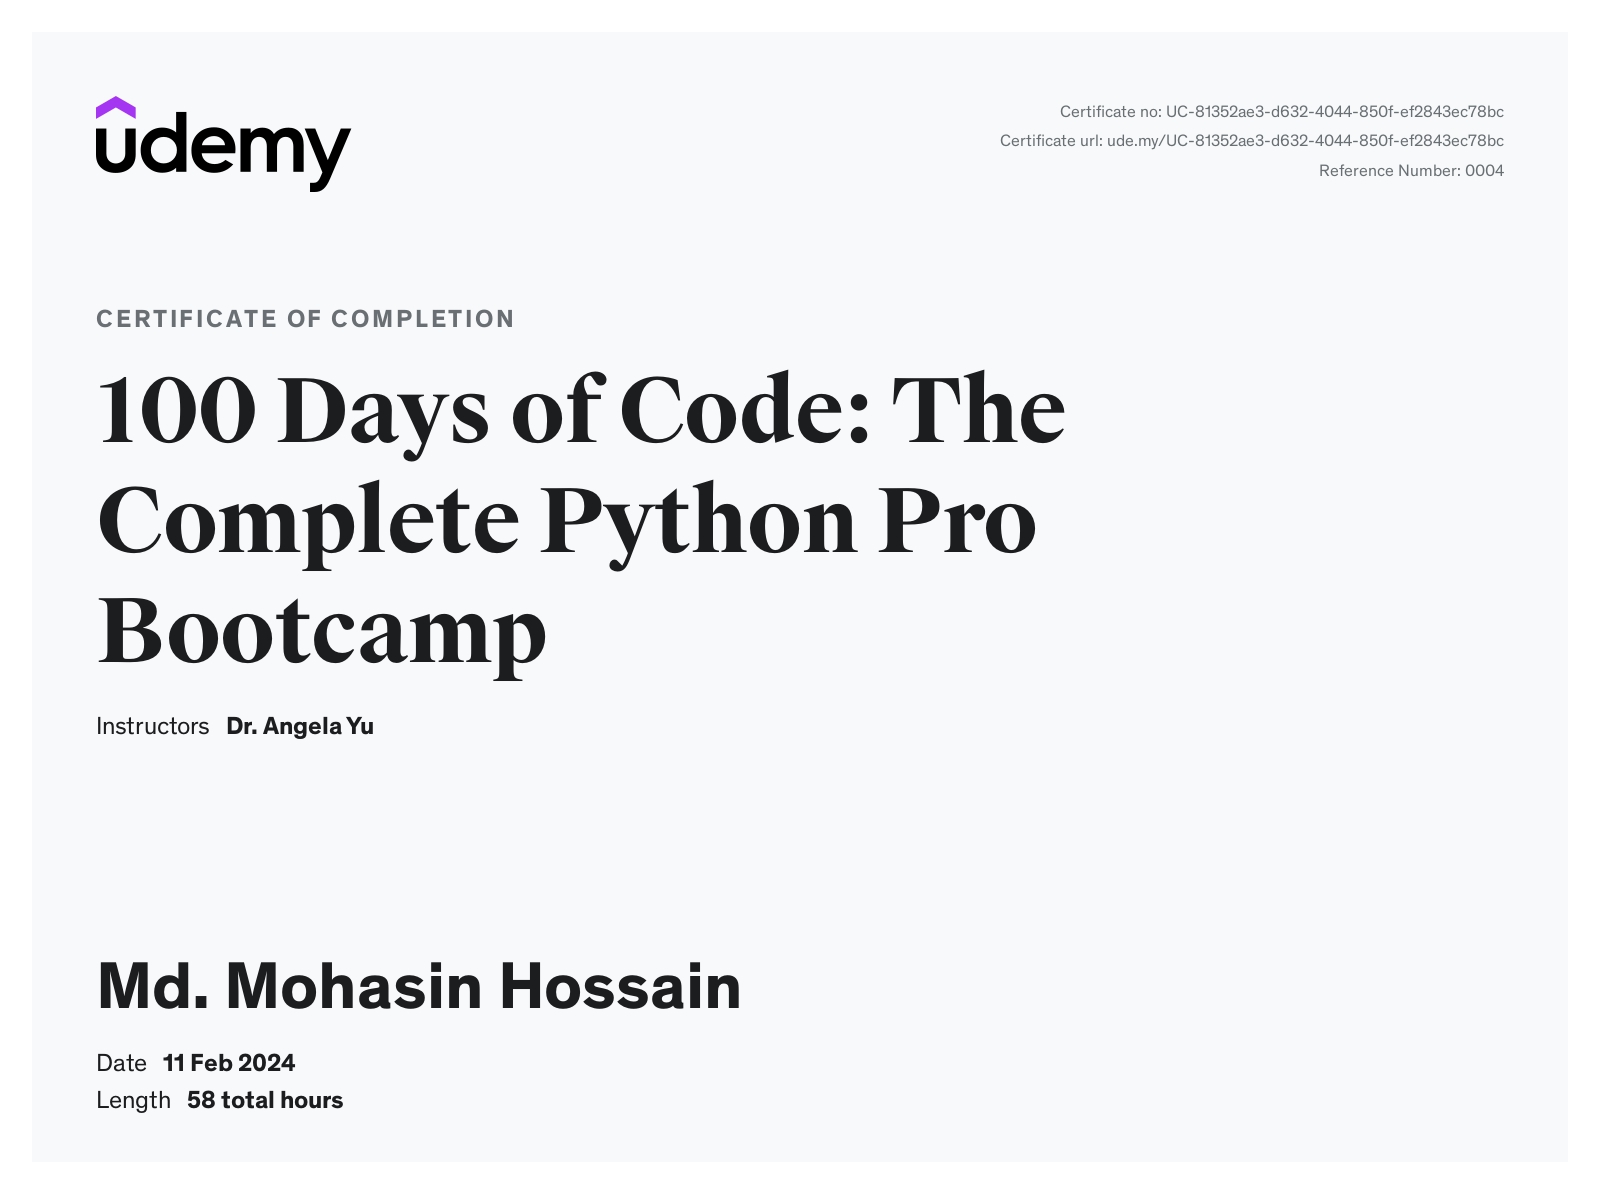 udemy
Certificate no: UC-81352ae3-d632-4044-850f-ef2843ec78bc
Certificate url: ude.my/UC-81352ae3-d632-4044-850f-ef2843ec78bc
Reference Number: 0004
CERTIFICATE OF COMPLETION
100 Days of Code: The
Complete Python Pro
Bootcamp
Instructors Dr. Angela Yu
Md. Mohasin Hossain
Date 11 Feb 2024
Length 58 total hours